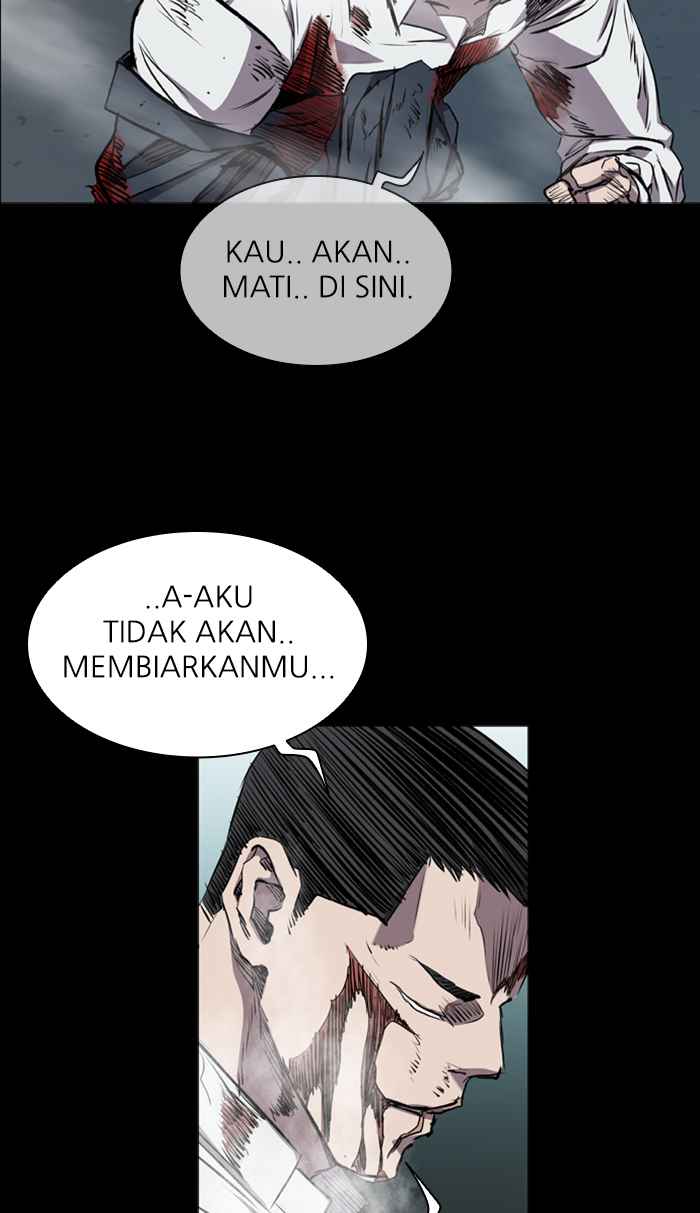 KAU.. AKAN..
MATI.. DI SINI.
..A-AKU
TIDAK AKAN..
MEMBIARKANMU...